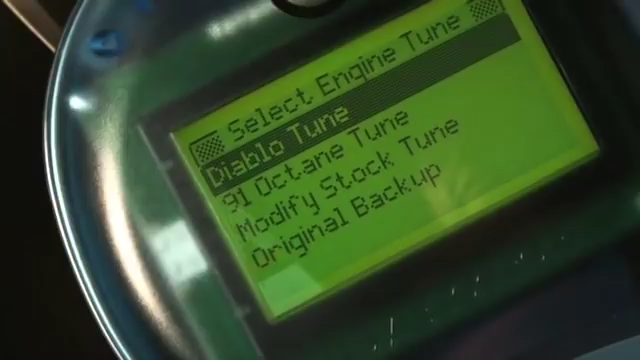 Select Engine Tune
Diablo Tune
91 Octane Tune
Modify Stock Tune
Original Backup